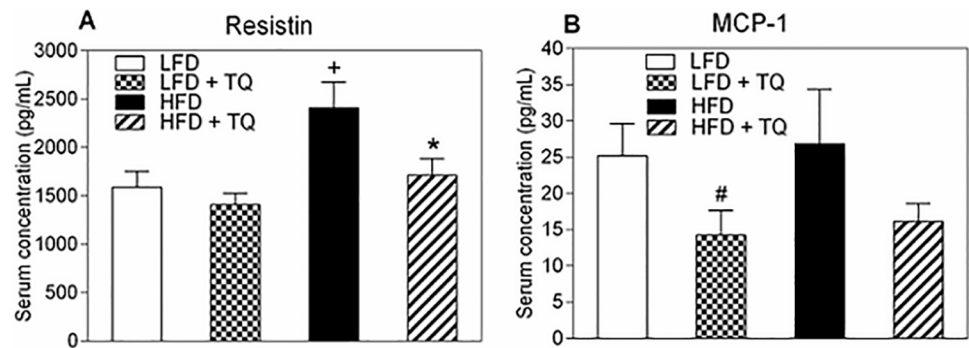 A
Resistin
Serum concentration (pg/mL)
3000
2500
2000
1500
1000
500
0
LFD
LFD + TQ
HFD
HFD + TQ
+
*
B
MCP-1
Serum concentration (pg/mL)
40
35
30
25
20
15
10
5
0
LFD
LFD + TQ
HFD
HFD + TQ
#